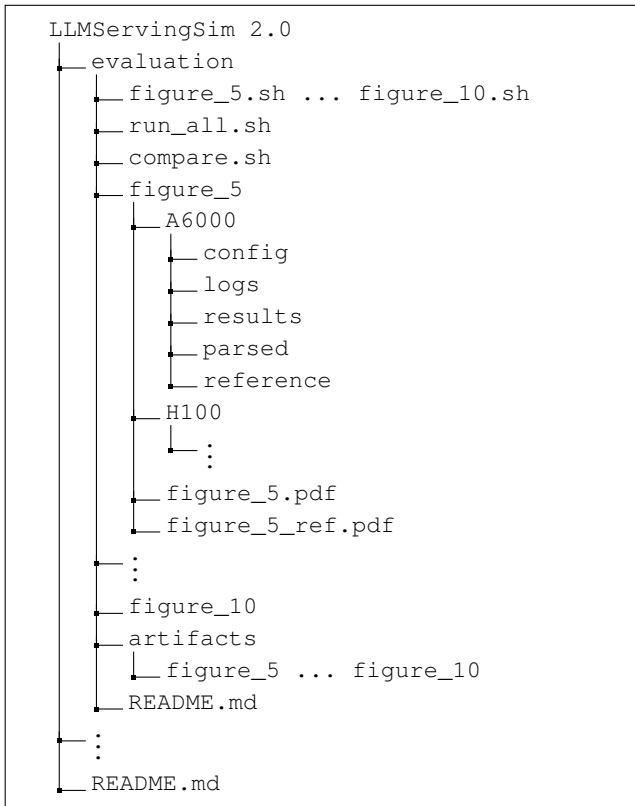 LLMServingSim 2.0
evaluation
figure_5.sh ... figure_10.sh
run_all.sh
compare.sh
figure_5
A6000
config
logs
results
parsed
reference
H100
⋮
figure_5.pdf
figure_5_ref.pdf
⋮
figure_10
artifacts
figure_5 ... figure_10
README.md
⋮
README.md